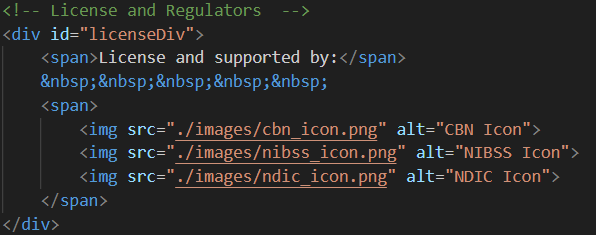 <!-- License and Regulators  -->
<div id="licenseDiv">
    <span>License and supported by:</span>
    &nbsp;&nbsp;&nbsp;&nbsp;&nbsp;
    <span>
        <img src="./images/cbn_icon.png" alt="CBN Icon">
        <img src="./images/nibss_icon.png" alt="NIBSS Icon">
        <img src="./images/ndic_icon.png" alt="NDIC Icon">
    </span>
</div>